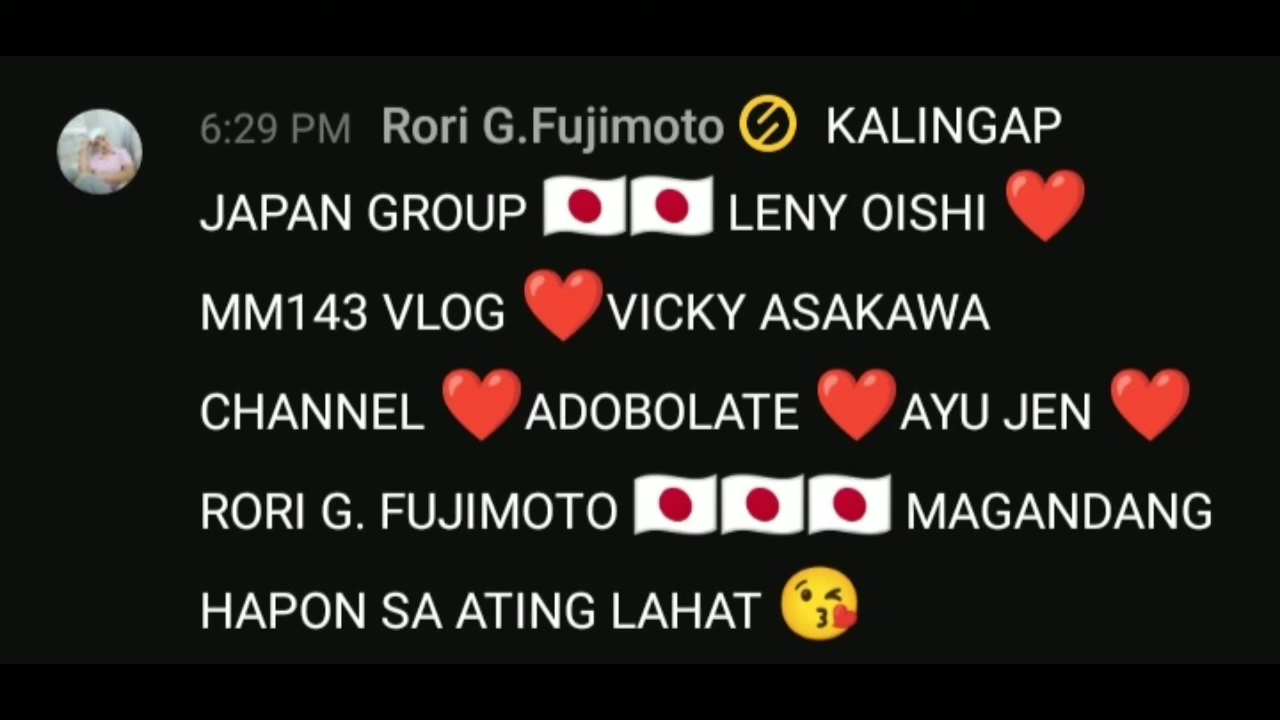 6:29 PM Rori G.Fujimoto KALINGAP
JAPAN GROUP 🇯🇵🇯🇵 LENY OISHI ❤️
MM143 VLOG ❤️VICKY ASAKAWA
CHANNEL ❤️ADOBOLATE ❤️AYU JEN ❤️
RORI G. FUJIMOTO 🇯🇵🇯🇵🇯🇵 MAGANDANG
HAPON SA ATING LAHAT 😘